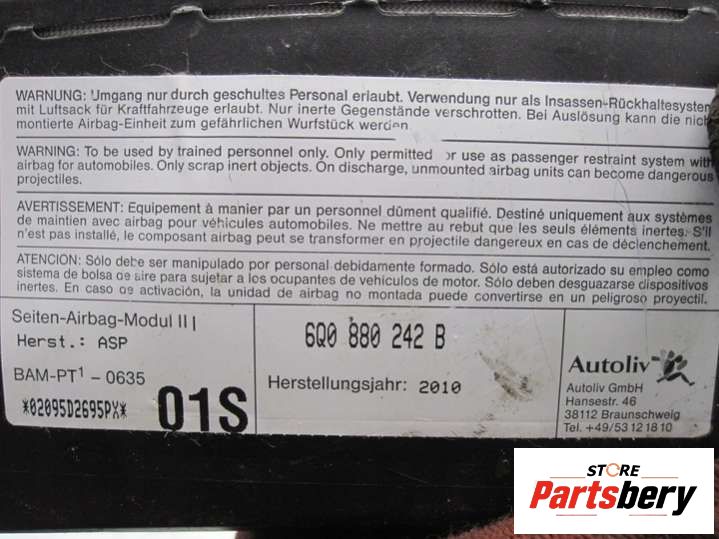 WARNUNG: Umgang nur durch geschultes Personal erlaubt. Verwendung nur als Insassen-Rückhaltesystem
mit Luftsack für Kraftfahrzeuge erlaubt. Nur inerte Gegenstände verschrotten. Bei Auslösung kann die nicht
montierte Airbag-Einheit zum gefährlichen Wurfstück werden
WARNING: To be used by trained personnel only. Only permitted for use as passenger restraint system with
airbag for automobiles. Only scrap inert objects. On discharge, unmounted airbag units can become dangerous
projectiles.
AVERTISSEMENT: Equipement à manier par un personnel dûment qualifié. Destiné uniquement aux systèmes
de maintien avec airbag pour véhicules automobiles. Ne mettre au rebut que les seuls éléments inertes. S'il
n'est pas installé, le composant airbag peut se transformer en projectile dangereux en cas de déclenchement.
ATENCION: Sólo debe ser manipulado por personal debidamente formado. Sólo está autorizado su empleo como
sistema de bolsa de aire para sujetar a los ocupantes de vehículos de motor. Sólo deben desguazarse dispositivos
inertes. En caso de activación, la unidad de airbag no montada puede convertirse en un peligroso proyectil.
Seiten-Airbag-Modul II |
Herst.: ASP
BAM-PT¹ - 0635
*02095D2695PX* 01S
6Q0 880 242 B
Herstellungsjahr: 2010
Autoliv
Autoliv GmbH
Hansestr. 46
38112 Braunschweig
Tel. +49/53 12 18 10
STORE
Partsbery